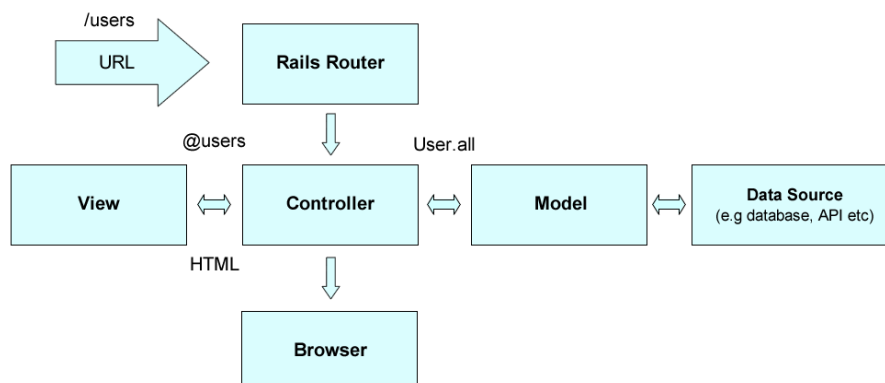 /users
URL
Rails Router
@users
User.all
View
Controller
Model
Data Source
(e.g database, API etc)
HTML
Browser